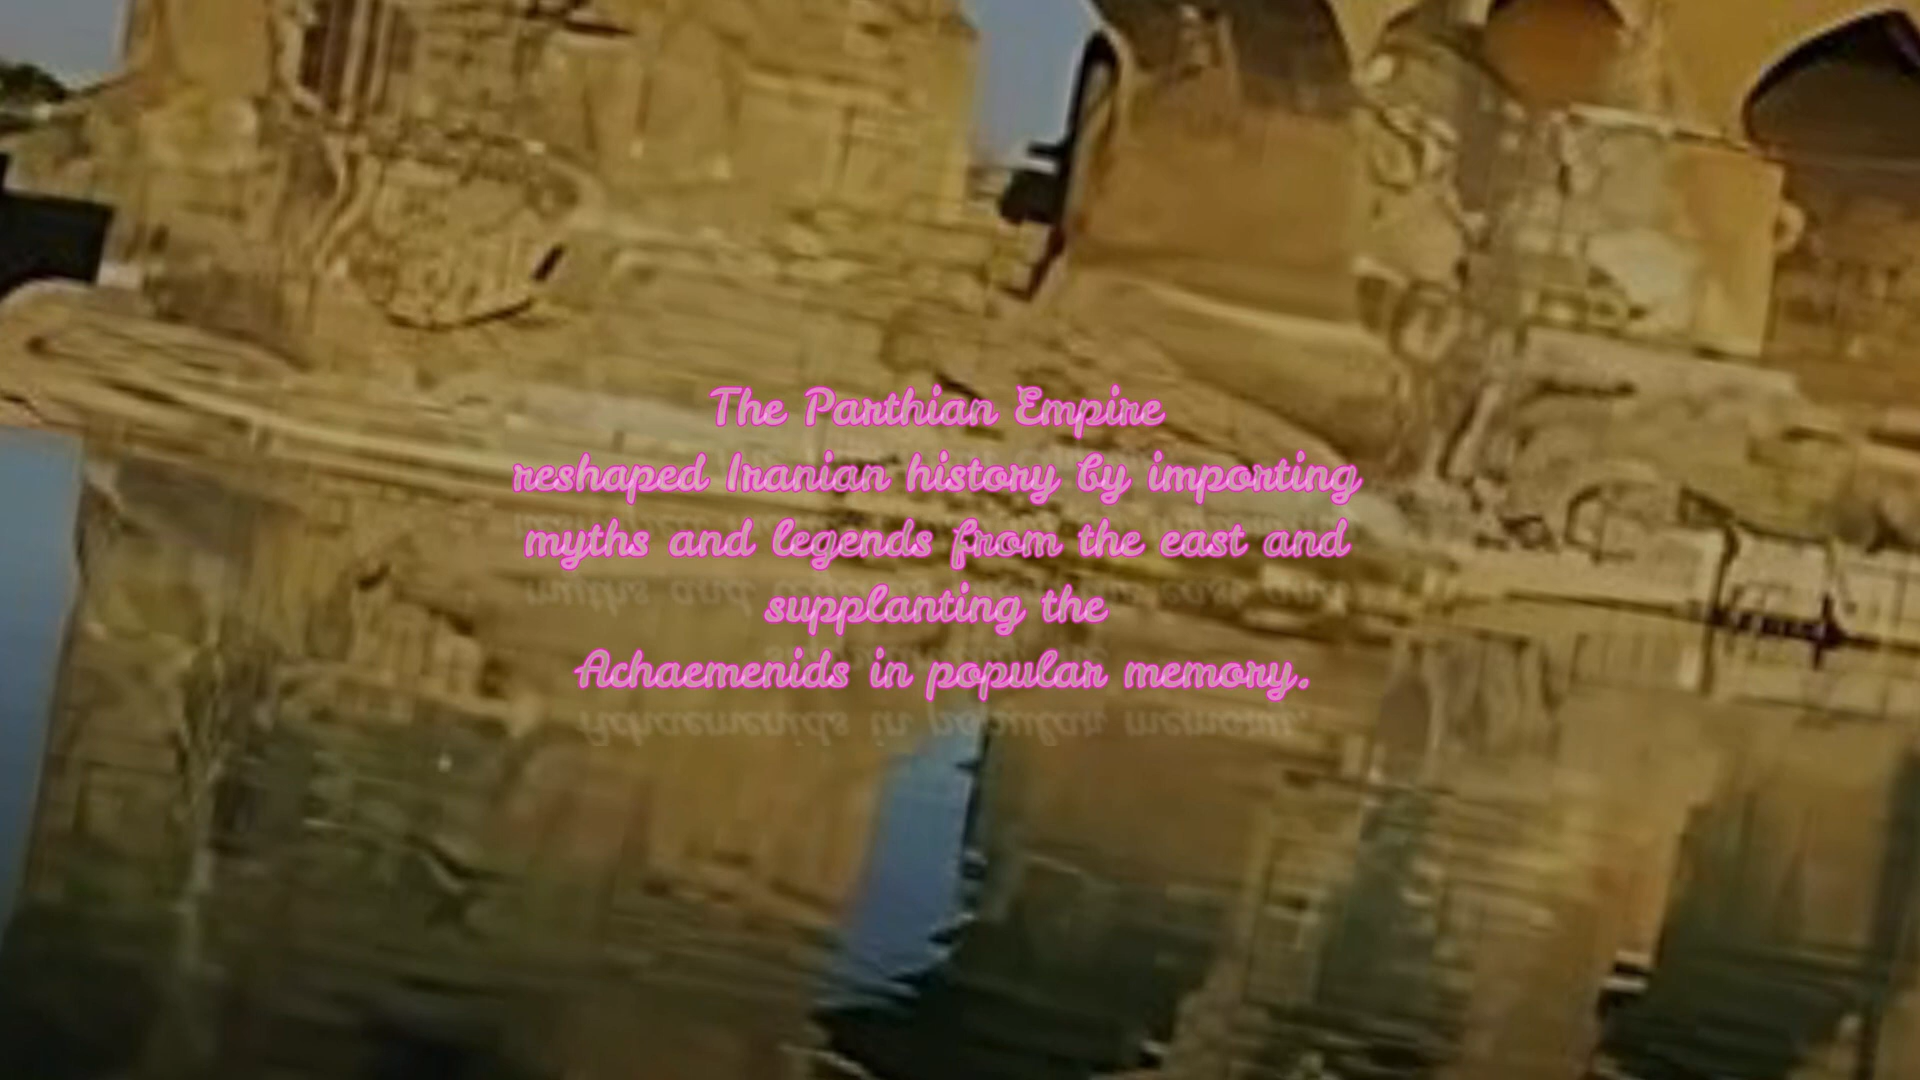 The Parthian Empire
reshaped Iranian history by importing
myths and legends from the east and
supplanting the
Achaemenids in popular memory.